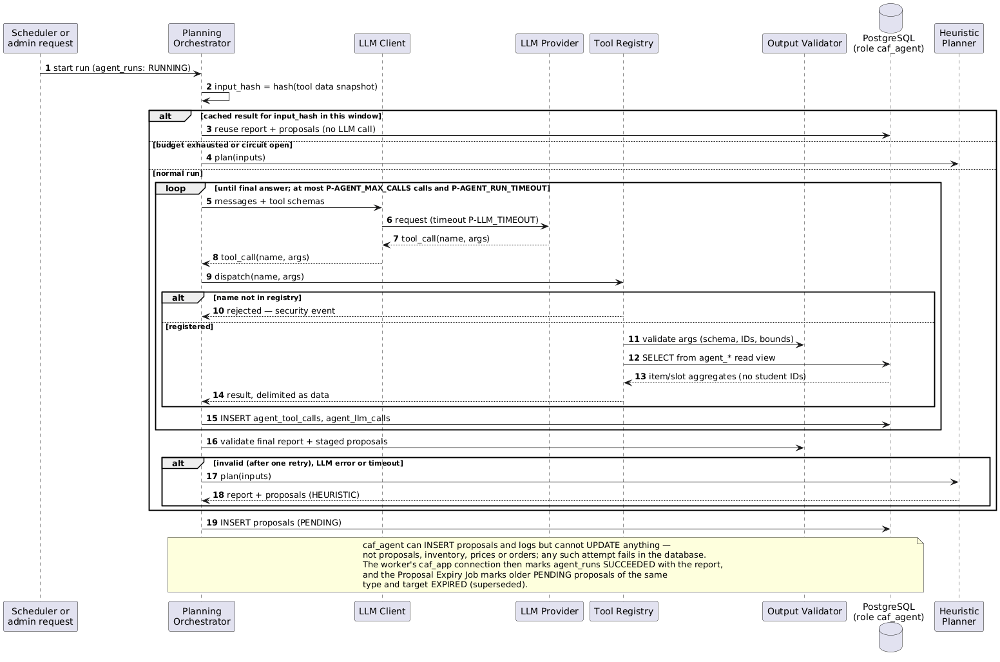 Scheduler or
admin request
Planning
Orchestrator
LLM Client
LLM Provider
Tool Registry
Output Validator
PostgreSQL
(role caf_agent)
Heuristic
Planner
1 start run (agent_runs: RUNNING)
2 input_hash = hash(tool data snapshot)
alt [cached result for input_hash in this window]
3 reuse report + proposals (no LLM call)
[budget exhausted or circuit open]
4 plan(inputs)
[normal run]
loop [until final answer; at most P-AGENT_MAX_CALLS calls and P-AGENT_RUN_TIMEOUT]
5 messages + tool schemas
6 request (timeout P-LLM_TIMEOUT)
7 tool_call(name, args)
8 tool_call(name, args)
9 dispatch(name, args)
alt [name not in registry]
10 rejected — security event
[registered]
11 validate args (schema, IDs, bounds)
12 SELECT from agent_* read view
13 item/slot aggregates (no student IDs)
14 result, delimited as data
15 INSERT agent_tool_calls, agent_llm_calls
16 validate final report + staged proposals
alt [invalid (after one retry), LLM error or timeout]
17 plan(inputs)
18 report + proposals (HEURISTIC)
19 INSERT proposals (PENDING)
caf_agent can INSERT proposals and logs but cannot UPDATE anything —
not proposals, inventory, prices or orders; any such attempt fails in the database.
The worker's caf_app connection then marks agent_runs SUCCEEDED with the report,
and the Proposal Expiry Job marks older PENDING proposals of the same
type and target EXPIRED (superseded).
Scheduler or
admin request
Planning
Orchestrator
LLM Client
LLM Provider
Tool Registry
Output Validator
PostgreSQL
(role caf_agent)
Heuristic
Planner